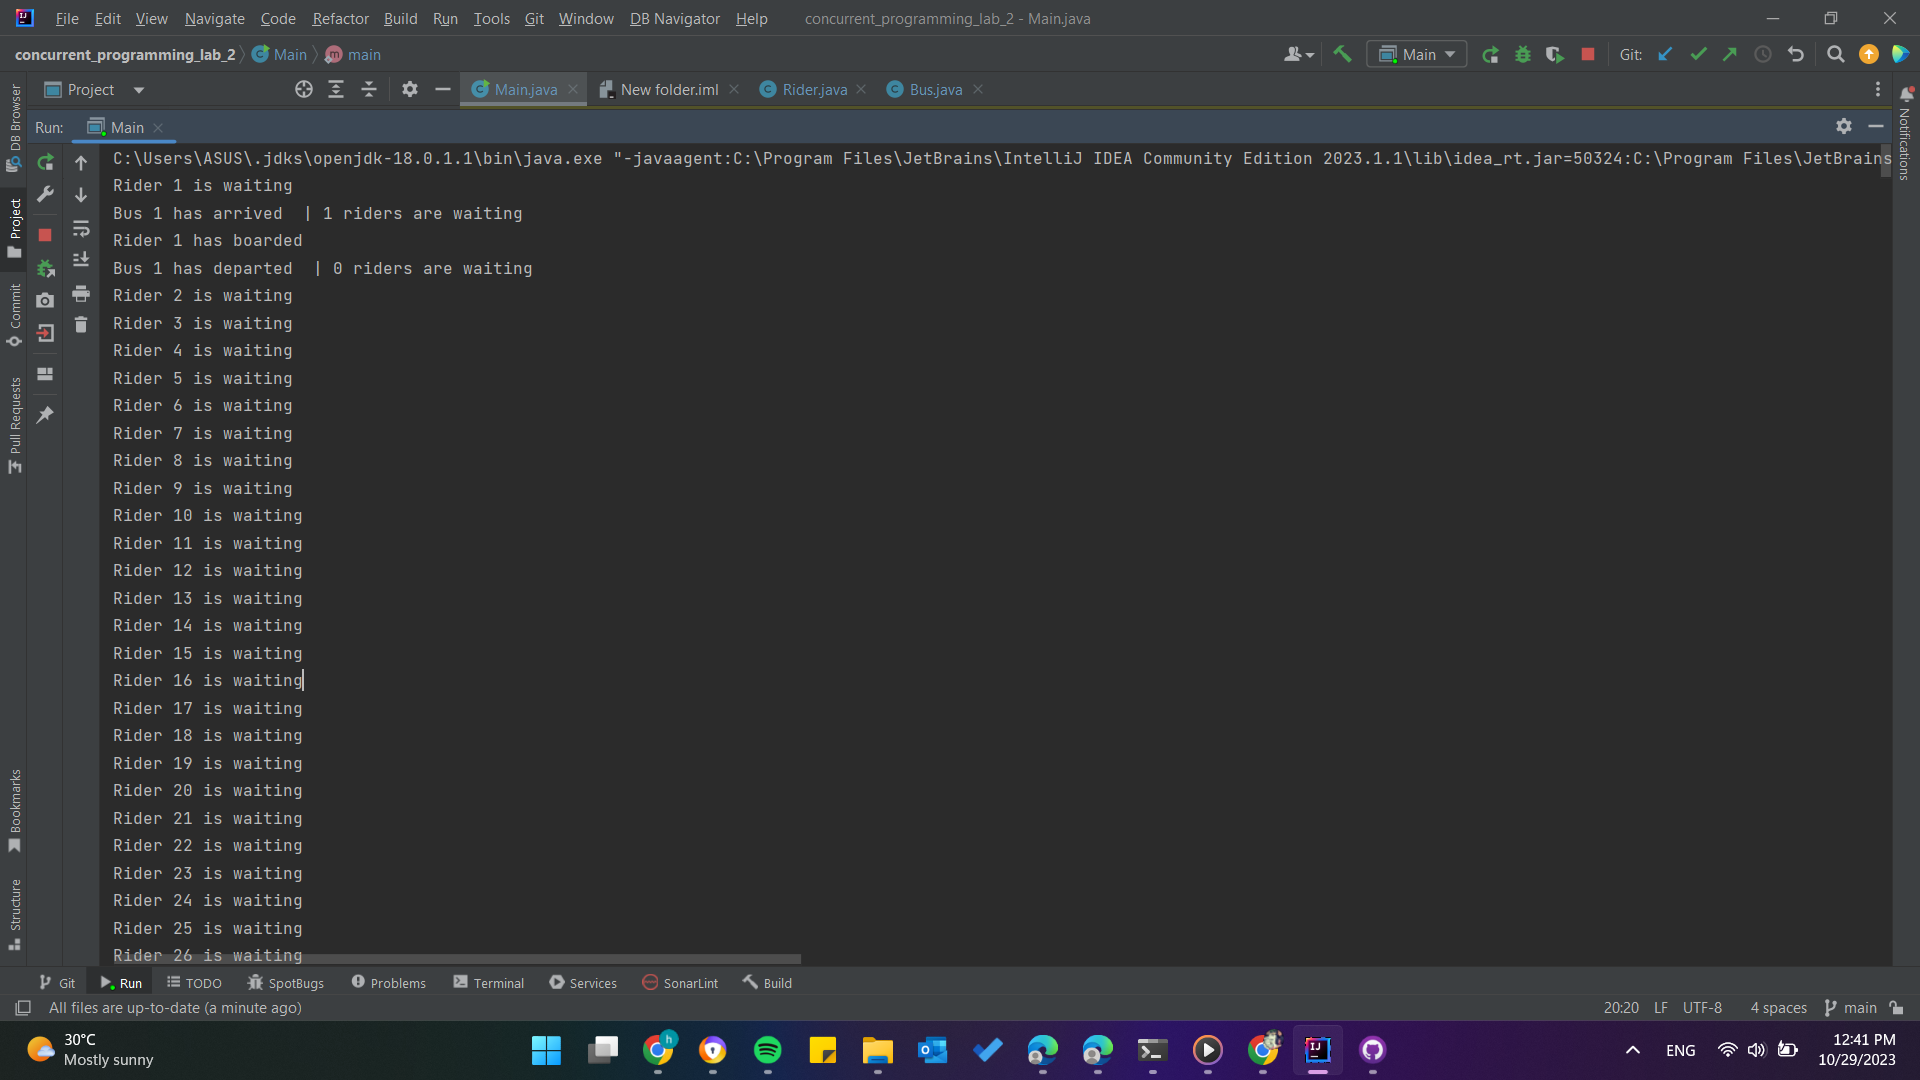 File Edit View Navigate Code Refactor Build Run Tools Git Window DB Navigator Help concurrent_programming_lab_2 - Main.java
concurrent_programming_lab_2 Main main Main Git:
Project Main.java New folder.iml Rider.java Bus.java
Run: Main
C:\Users\ASUS\.jdks\openjdk-18.0.1.1\bin\java.exe "-javaagent:C:\Program Files\JetBrains\IntelliJ IDEA Community Edition 2023.1.1\lib\idea_rt.jar=50324:C:\Program Files\JetBrains
Rider 1 is waiting
Bus 1 has arrived | 1 riders are waiting
Rider 1 has boarded
Bus 1 has departed | 0 riders are waiting
Rider 2 is waiting
Rider 3 is waiting
Rider 4 is waiting
Rider 5 is waiting
Rider 6 is waiting
Rider 7 is waiting
Rider 8 is waiting
Rider 9 is waiting
Rider 10 is waiting
Rider 11 is waiting
Rider 12 is waiting
Rider 13 is waiting
Rider 14 is waiting
Rider 15 is waiting
Rider 16 is waiting
Rider 17 is waiting
Rider 18 is waiting
Rider 19 is waiting
Rider 20 is waiting
Rider 21 is waiting
Rider 22 is waiting
Rider 23 is waiting
Rider 24 is waiting
Rider 25 is waiting
Rider 26 is waiting
DB Browser
Project
Commit
Pull Requests
Bookmarks
Structure
Notifications
Git Run TODO SpotBugs Problems Terminal Services SonarLint Build
All files are up-to-date (a minute ago) 20:20 LF UTF-8 4 spaces main
30°C
Mostly sunny
h
ENG
12:41 PM
10/29/2023